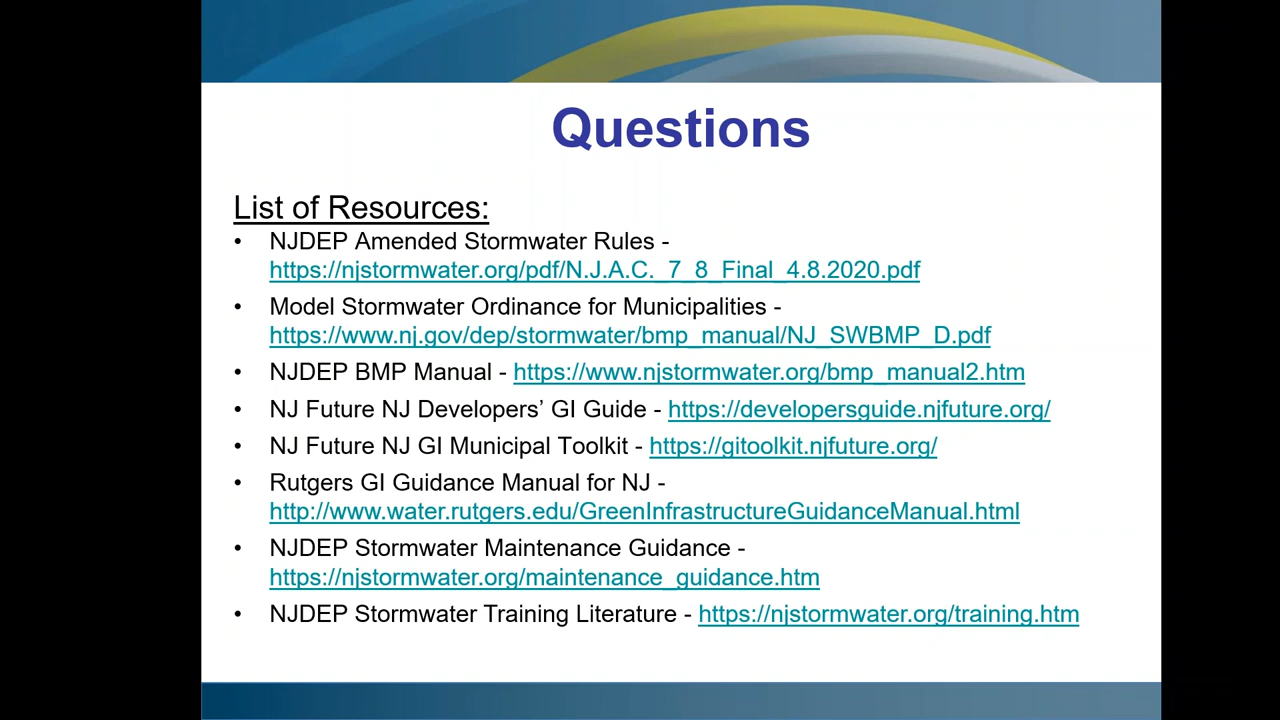 Questions
List of Resources:
• NJDEP Amended Stormwater Rules -
https://njstormwater.org/pdf/N.J.A.C._7_8_Final_4.8.2020.pdf
• Model Stormwater Ordinance for Municipalities -
https://www.nj.gov/dep/stormwater/bmp_manual/NJ_SWBMP_D.pdf
• NJDEP BMP Manual - https://www.njstormwater.org/bmp_manual2.htm
• NJ Future NJ Developers’ GI Guide - https://developersguide.njfuture.org/
• NJ Future NJ GI Municipal Toolkit - https://gitoolkit.njfuture.org/
• Rutgers GI Guidance Manual for NJ -
http://www.water.rutgers.edu/GreenInfrastructureGuidanceManual.html
• NJDEP Stormwater Maintenance Guidance -
https://njstormwater.org/maintenance_guidance.htm
• NJDEP Stormwater Training Literature - https://njstormwater.org/training.htm